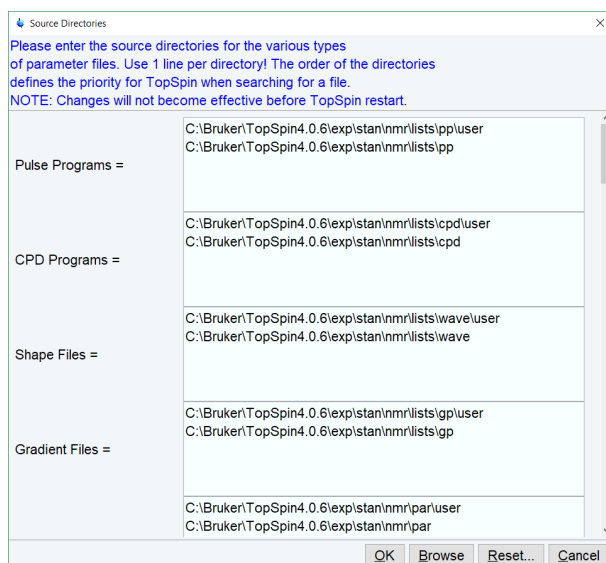 Source Directories
Please enter the source directories for the various types
of parameter files. Use 1 line per directory! The order of the directories
defines the priority for TopSpin when searching for a file.
NOTE: Changes will not become effective before TopSpin restart.
Pulse Programs =
C:\Bruker\TopSpin4.0.6\exp\stan\nmr\lists\pp\user
C:\Bruker\TopSpin4.0.6\exp\stan\nmr\lists\pp
CPD Programs =
C:\Bruker\TopSpin4.0.6\exp\stan\nmr\lists\cpd\user
C:\Bruker\TopSpin4.0.6\exp\stan\nmr\lists\cpd
Shape Files =
C:\Bruker\TopSpin4.0.6\exp\stan\nmr\lists\wave\user
C:\Bruker\TopSpin4.0.6\exp\stan\nmr\lists\wave
Gradient Files =
C:\Bruker\TopSpin4.0.6\exp\stan\nmr\lists\gp\user
C:\Bruker\TopSpin4.0.6\exp\stan\nmr\lists\gp
C:\Bruker\TopSpin4.0.6\exp\stan\nmr\par\user
C:\Bruker\TopSpin4.0.6\exp\stan\nmr\par
OK Browse Reset... Cancel